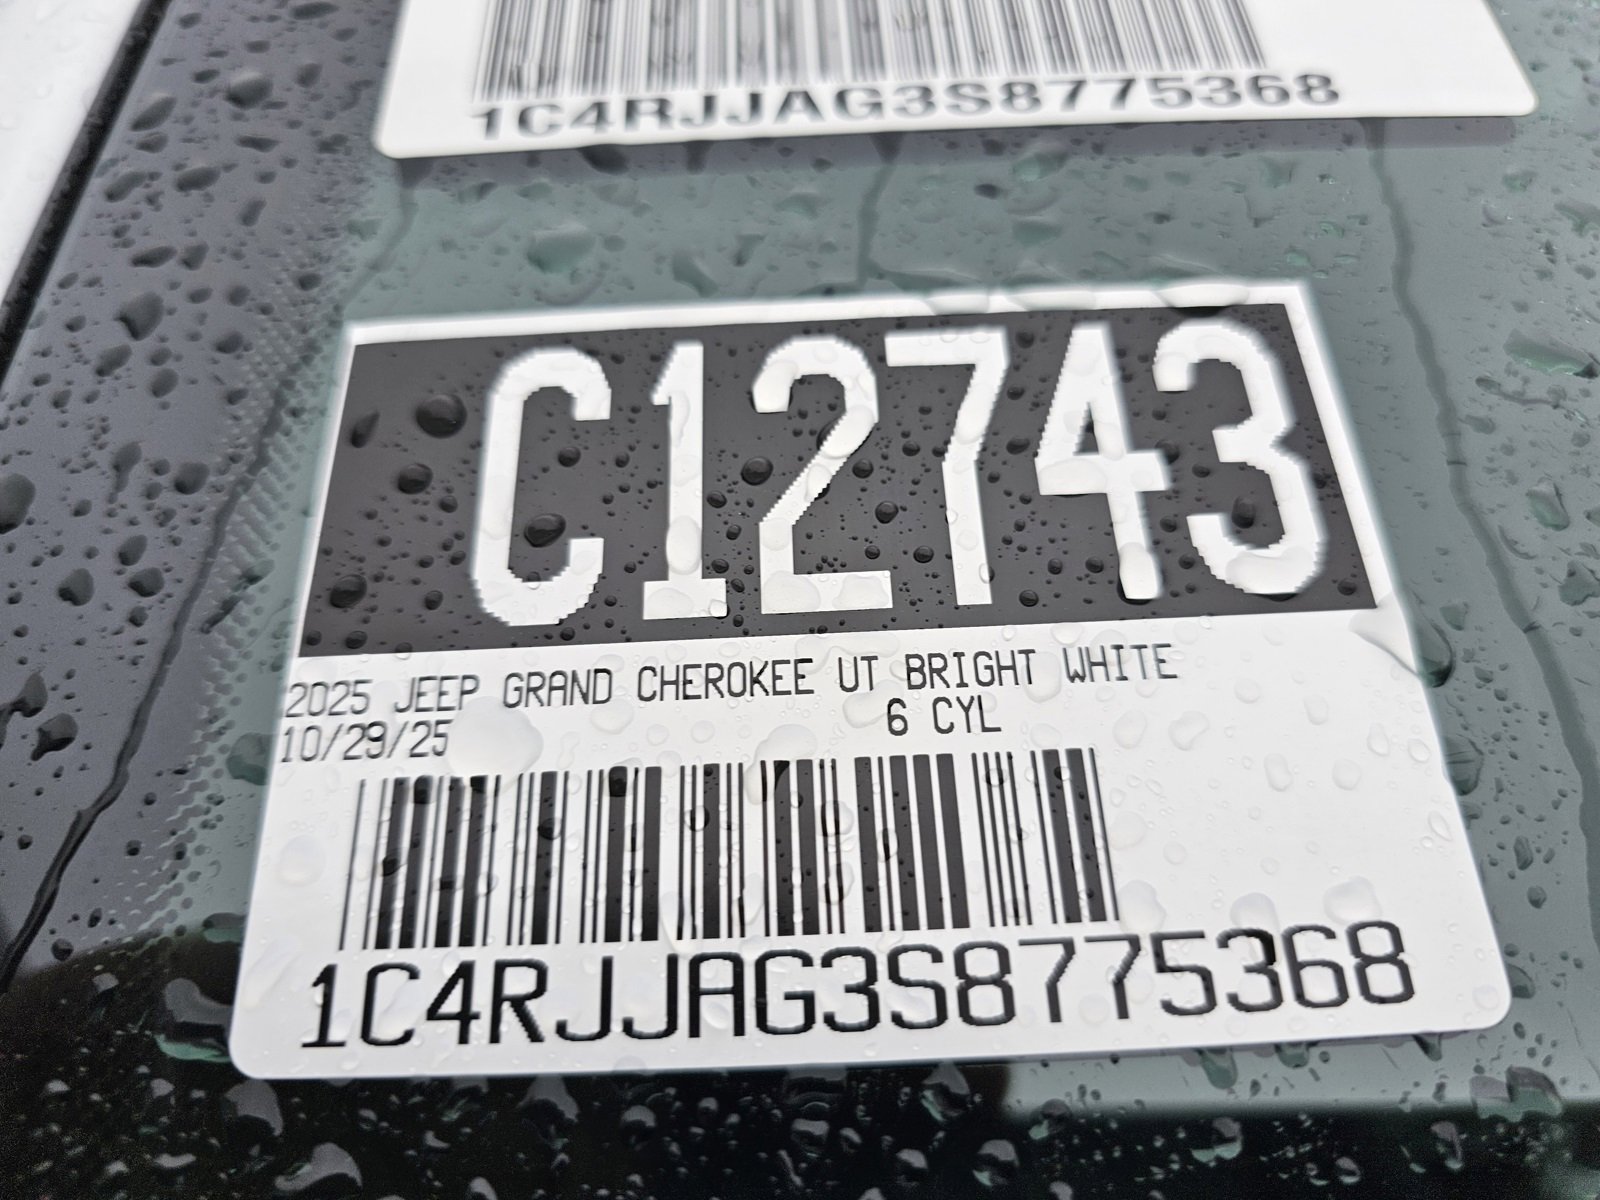 1C4RJJAG3S8775368
C12743
2025 JEEP GRAND CHEROKEE UT BRIGHT WHITE
10/29/25 6 CYL
1C4RJJAG3S8775368